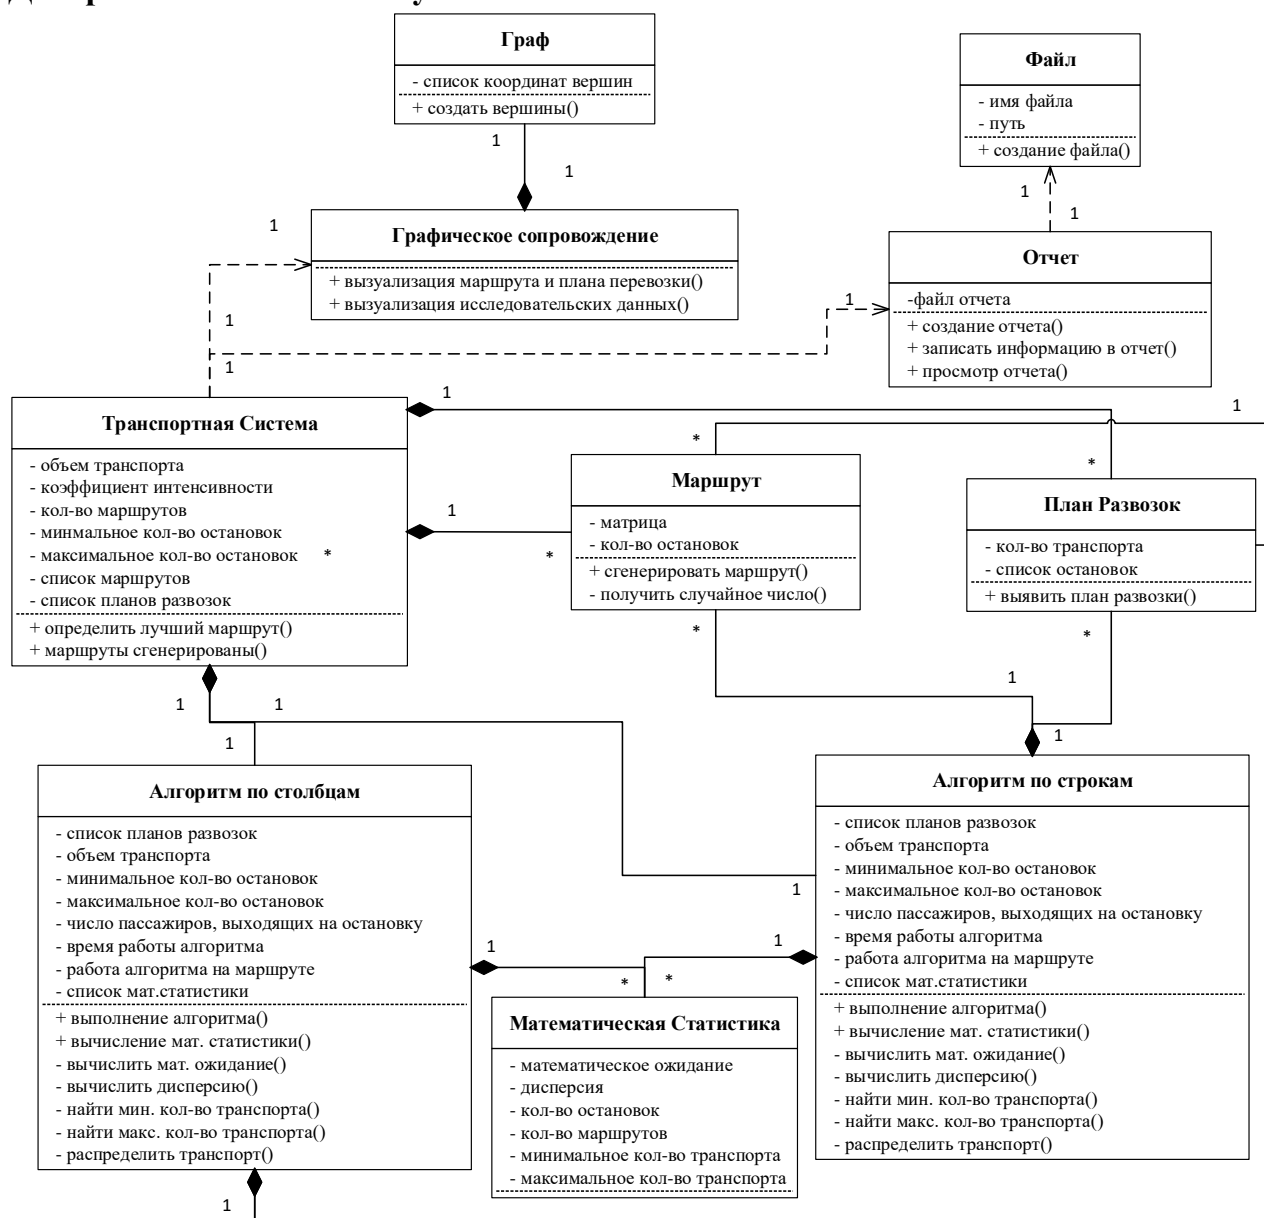 Граф
- список координат вершин
+ создать вершины()
1
1
Файл
- имя файла
- путь
+ создание файла()
1
1
1
Графическое сопровождение
+ вызуализация маршрута и плана перевозки()
+ вызуализация исследовательских данных()
Отчет
-файл отчета
+ создание отчета()
+ записать информацию в отчет()
+ просмотр отчета()
1
1
1
Транспортная Система
- объем транспорта
- коэффициент интенсивности
- кол-во маршрутов
- минмальное кол-во остановок
- максимальное кол-во остановок
*
- список маршрутов
- список планов развозок
+ определить лучший маршрут()
+ маршруты сгенерированы()
1
1
*
*
1
*
Маршрут
- матрица
- кол-во остановок
+ сгенерировать маршрут()
- получить случайное число()
План Развозок
- кол-во транспорта
- список остановок
+ выявить план развозки()
*
*
1
1
1
1
1
1
Алгоритм по столбцам
- список планов развозок
- объем транспорта
- минимальное кол-во остановок
- максимальное кол-во остановок
- число пассажиров, выходящих на остановку
- время работы алгоритма
- работа алгоритма на маршруте
- список мат.статистики
+ выполнение алгоритма()
+ вычисление мат. статистики()
- вычислить мат. ожидание()
- вычислить дисперсию()
- найти мин. кол-во транспорта()
- найти макс. кол-во транспорта()
- распределить транспорт()
1
Алгоритм по строкам
- список планов развозок
- объем транспорта
- минимальное кол-во остановок
- максимальное кол-во остановок
- число пассажиров, выходящих на остановку
- время работы алгоритма
- работа алгоритма на маршруте
- список мат.статистики
+ выполнение алгоритма()
+ вычисление мат. статистики()
- вычислить мат. ожидание()
- вычислить дисперсию()
- найти мин. кол-во транспорта()
- найти макс. кол-во транспорта()
- распределить транспорт()
1
1
*
*
Математическая Статистика
- математическое ожидание
- дисперсия
- кол-во остановок
- кол-во маршрутов
- минимальное кол-во транспорта
- максимальное кол-во транспорта